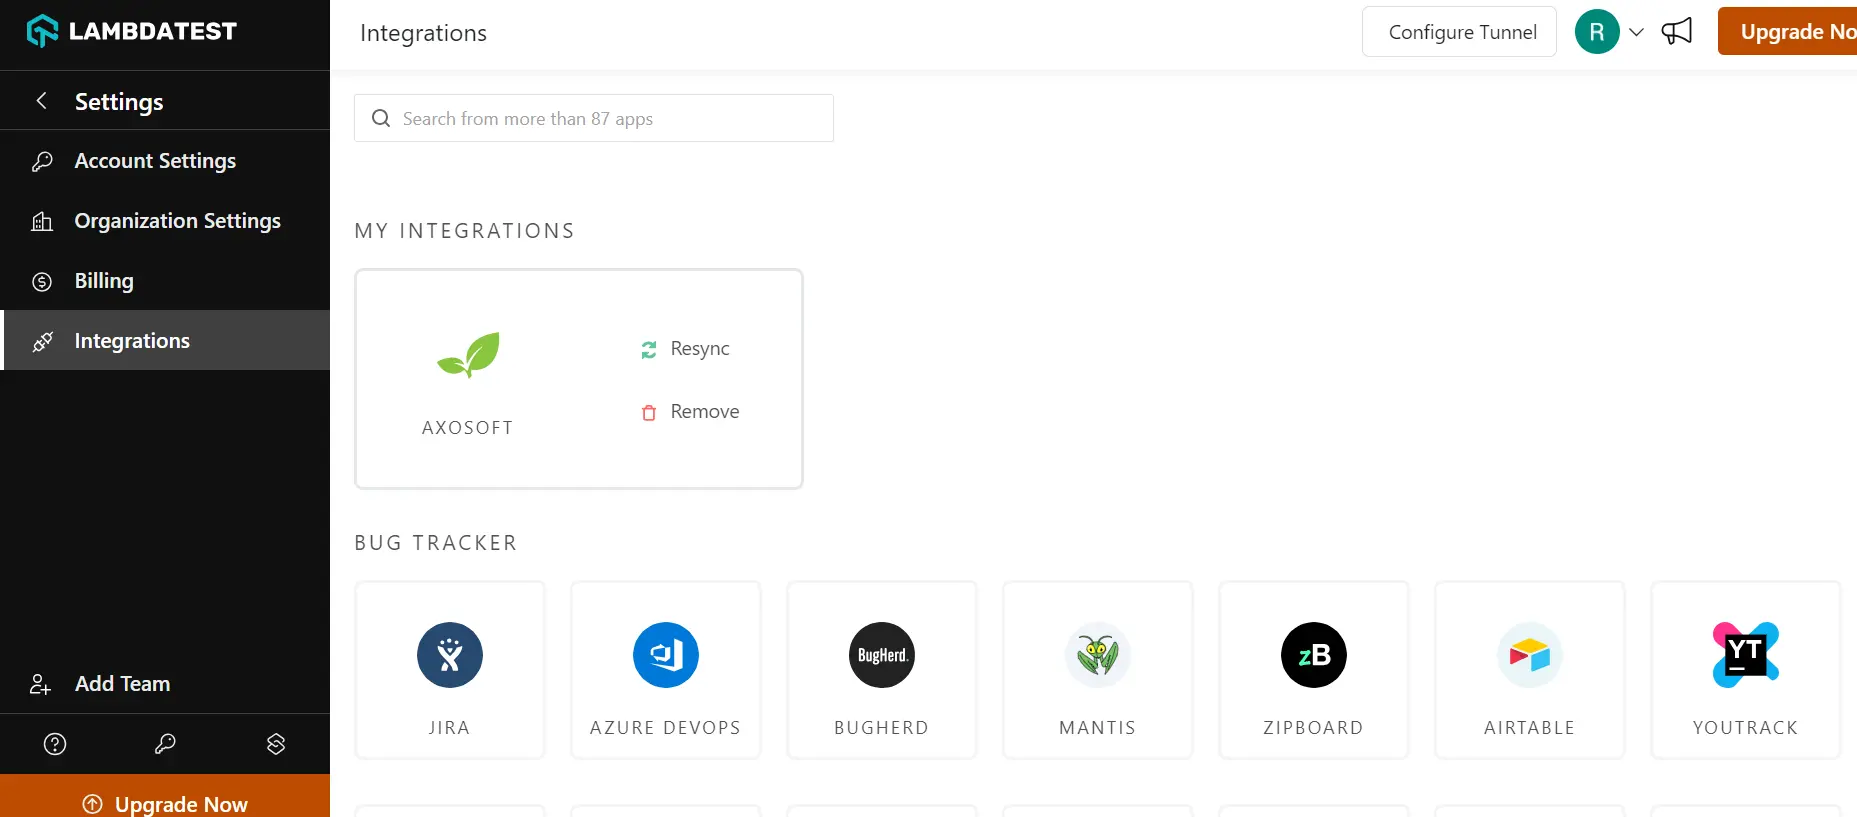 LAMBDATEST
Integrations
Configure Tunnel
R
Upgrade No
Settings
Search from more than 87 apps
Account Settings
Organization Settings
Billing
Integrations
MY INTEGRATIONS
Resync
Remove
AXOSOFT
BUG TRACKER
BugHerd.
zB
YT
JIRA
AZURE DEVOPS
BUGHERD
MANTIS
ZIPBOARD
AIRTABLE
YOUTRACK
Add Team
Upgrade Now